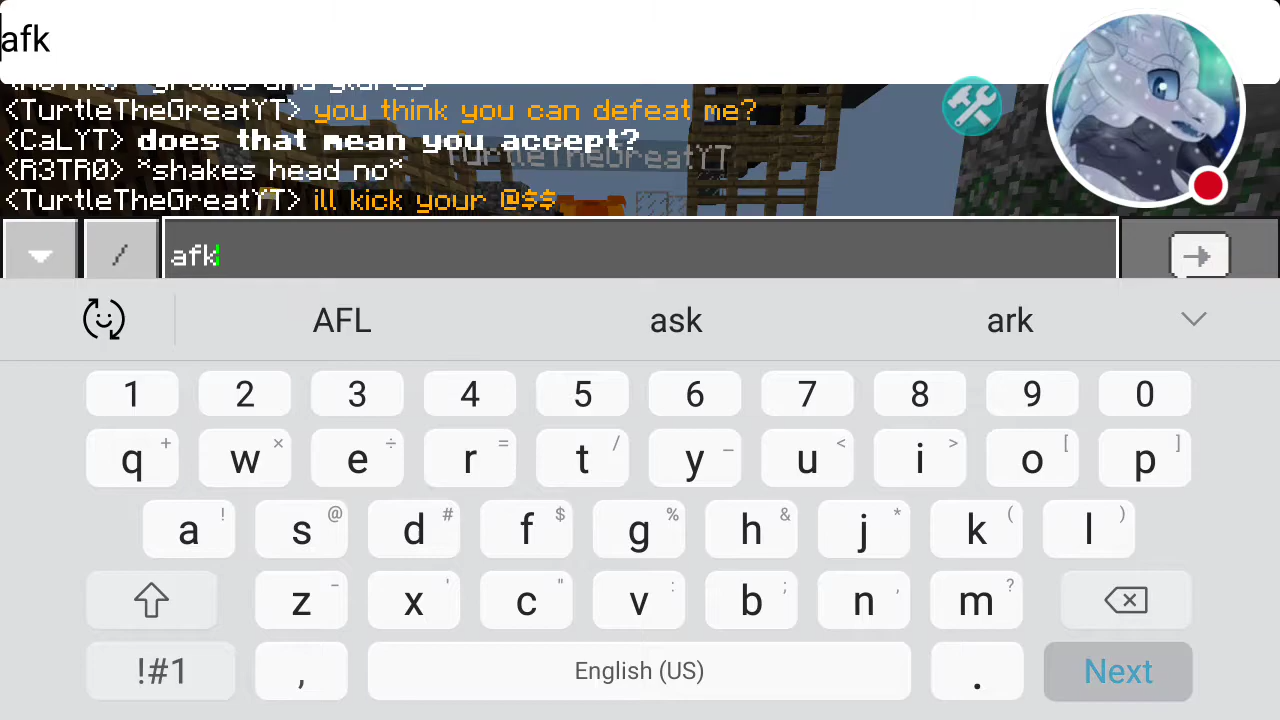 afk
<TurtleTheGreatYT> you think you can defeat me?
<CaLYT> does that mean you accept?
TurtleTheGreatYT
<R3TR0> *shakes head no*
<TurtleTheGreatYT> ill kick your @$$
/ afk
AFL ask ark
1 2 3 4 5 6 7 8 9 0
q + w × e ÷ r = t / y _ u < i > o [ p ]
a ! s @ d # f $ g % h & j * k ( l )
z - x ' c " v : b ; n , m ?
!#1 , English (US) . Next